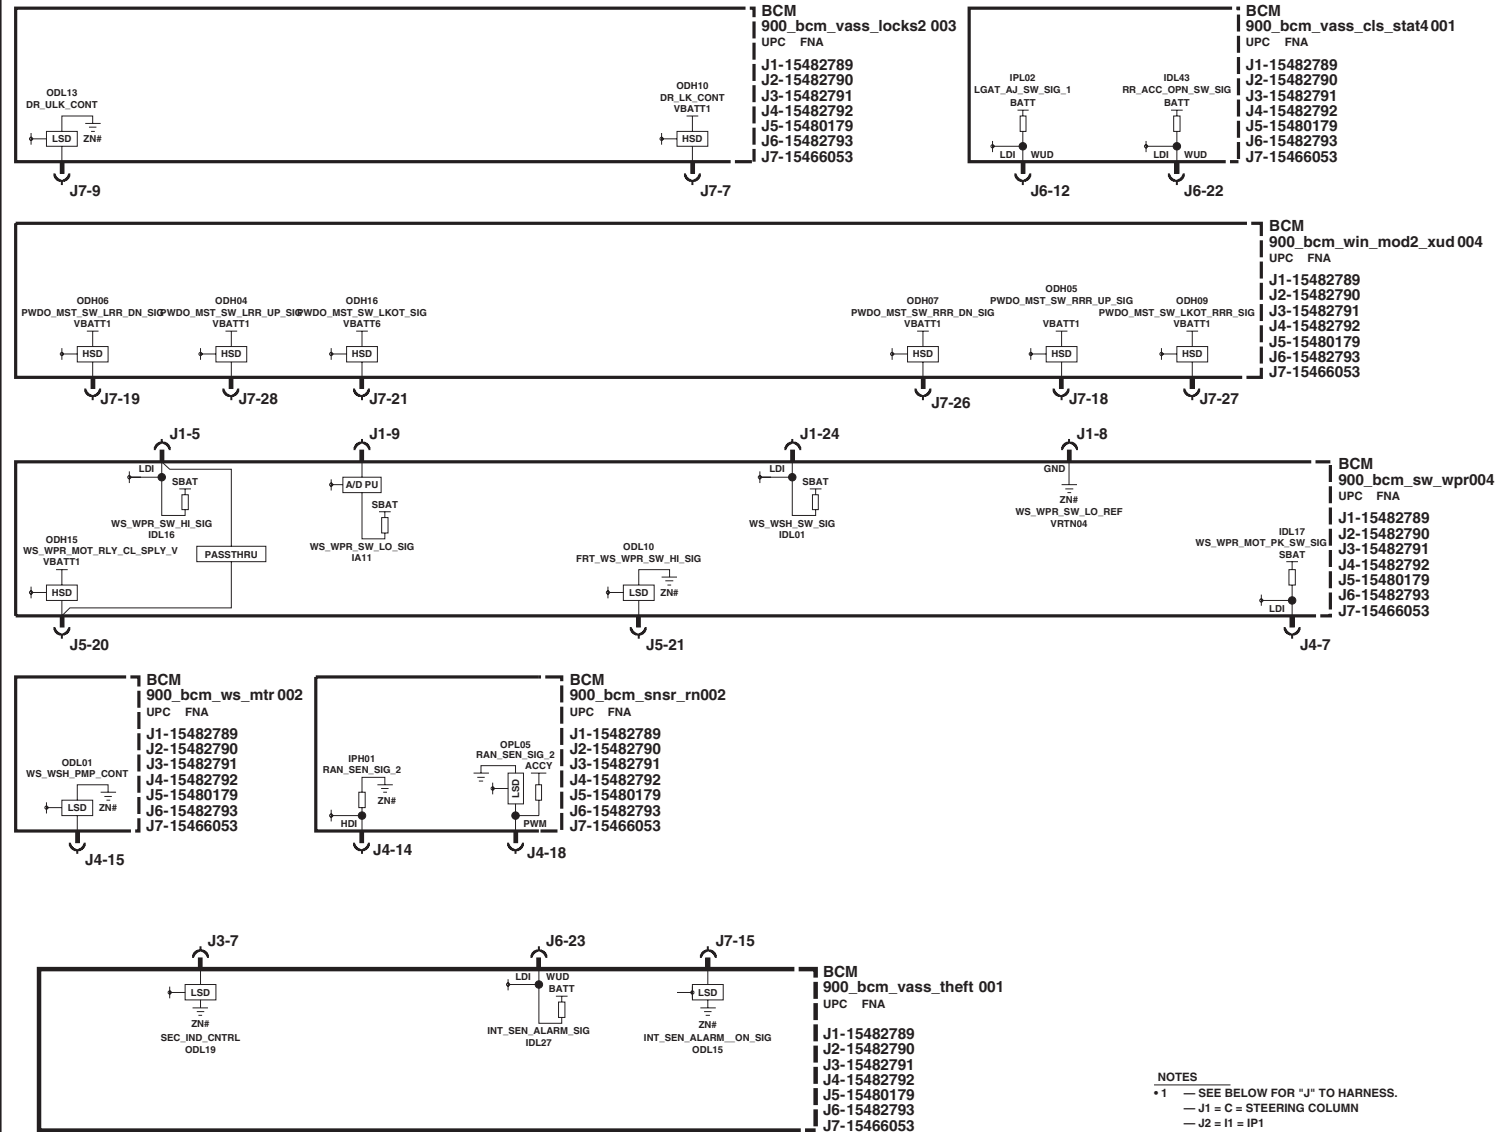 BCM
900_bcm_vass_locks2 003
UPC FNA
J1-15482789
J2-15482790
J3-15482791
J4-15482792
J5-15480179
J6-15482793
J7-15466053
ODL13
DR_ULK_CONT
LSD
ZN#
J7-9
ODH10
DR_LK_CONT
VBATT1
HSD
J7-7
BCM
900_bcm_vass_cls_stat4 001
UPC FNA
J1-15482789
J2-15482790
J3-15482791
J4-15482792
J5-15480179
J6-15482793
J7-15466053
IPL02
LGAT_AJ_SW_SIG_1
BATT
LDI WUD
J6-12
IDL43
RR_ACC_OPN_SW_SIG
BATT
LDI WUD
J6-22
BCM
900_bcm_win_mod2_xud 004
UPC FNA
J1-15482789
J2-15482790
J3-15482791
J4-15482792
J5-15480179
J6-15482793
J7-15466053
ODH06
PWDO_MST_SW_LRR_DN_SIG
VBATT1
HSD
J7-19
ODH04
PWDO_MST_SW_LRR_UP_SIG
VBATT1
HSD
J7-28
ODH16
PWDO_MST_SW_LKOT_SIG
VBATT6
HSD
J7-21
ODH07
PWDO_MST_SW_RRR_DN_SIG
VBATT1
HSD
J7-26
ODH05
PWDO_MST_SW_RRR_UP_SIG
VBATT1
HSD
J7-18
ODH09
PWDO_MST_SW_LKOT_RRR_SIG
VBATT1
HSD
J7-27
BCM
900_bcm_sw_wpr004
UPC FNA
J1-15482789
J2-15482790
J3-15482791
J4-15482792
J5-15480179
J6-15482793
J7-15466053
J1-5
LDI
SBAT
WS_WPR_SW_HI_SIG
IDL16
ODH15
WS_WPR_MOT_RLY_CL_SPLY_V
VBATT1
HSD
PASSTHRU
J5-20
J1-9
A/D PU
SBAT
WS_WPR_SW_LO_SIG
IA11
ODL10
FRT_WS_WPR_SW_HI_SIG
LSD
ZN#
J5-21
J1-24
LDI
SBAT
WS_WSH_SW_SIG
IDL01
J1-8
GND
ZN#
WS_WPR_SW_LO_REF
VRTN04
IDL17
WS_WPR_MOT_PK_SW_SIG
SBAT
LDI
J4-7
BCM
900_bcm_ws_mtr 002
UPC FNA
J1-15482789
J2-15482790
J3-15482791
J4-15482792
J5-15480179
J6-15482793
J7-15466053
ODL01
WS_WSH_PMP_CONT
LSD
ZN#
J4-15
BCM
900_bcm_snsr_rn002
UPC FNA
J1-15482789
J2-15482790
J3-15482791
J4-15482792
J5-15480179
J6-15482793
J7-15466053
IPH01
RAN_SEN_SIG_2
ZN#
HDI
J4-14
OPL05
RAN_SEN_SIG_2
ACCY
LSD
PWM
J4-18
BCM
900_bcm_vass_theft 001
UPC FNA
J1-15482789
J2-15482790
J3-15482791
J4-15482792
J5-15480179
J6-15482793
J7-15466053
J3-7
LSD
ZN#
SEC_IND_CNTRL
ODL19
J6-23
LDI WUD
BATT
INT_SEN_ALARM_SIG
IDL27
J7-15
LSD
ZN#
INT_SEN_ALARM__ON_SIG
ODL15
NOTES
• 1 — SEE BELOW FOR "J" TO HARNESS.
— J1 = C = STEERING COLUMN
— J2 = I1 = IP1